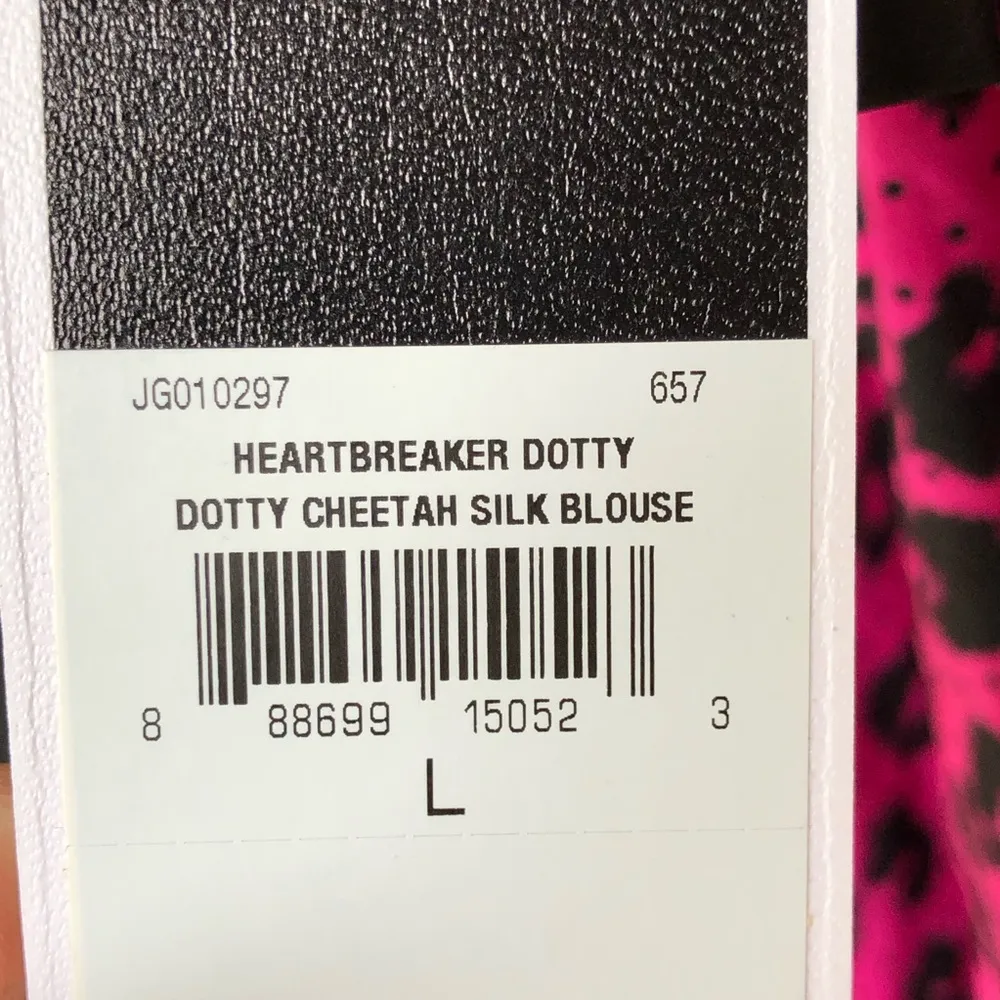 JG010297 657
HEARTBREAKER DOTTY
DOTTY CHEETAH SILK BLOUSE
8 88699 15052 3
L